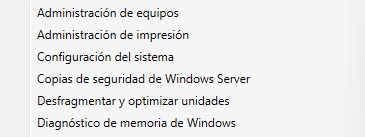 Administración de equipos
Administración de impresión
Configuración del sistema
Copias de seguridad de Windows Server
Desfragmentar y optimizar unidades
Diagnóstico de memoria de Windows